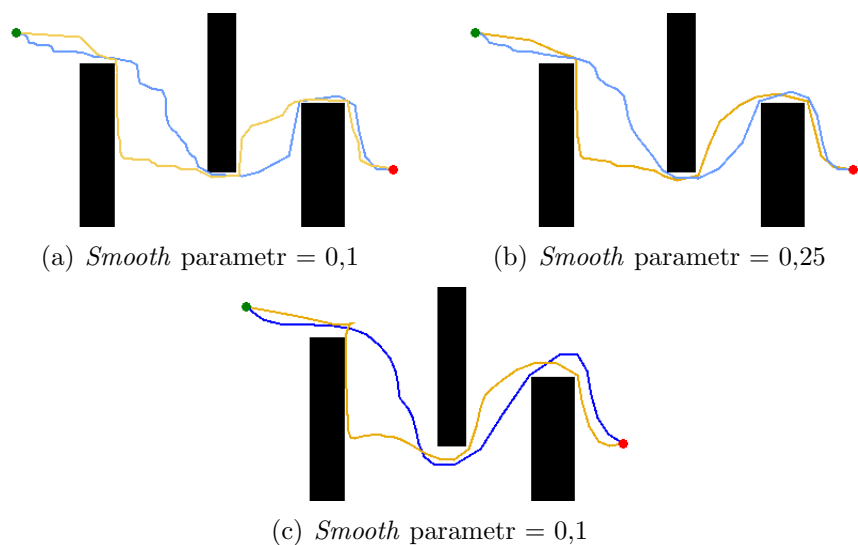 (a) Smooth parametr = 0,1
(b) Smooth parametr = 0,25
(c) Smooth parametr = 0,1